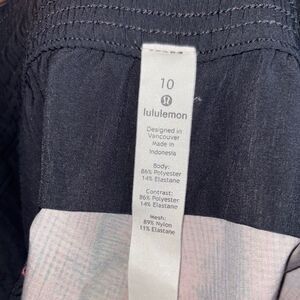 10
lululemon
Designed in
Vancouver
Made in
Indonesia
Body:
86% Polyester
14% Elastane
Contrast:
86% Polyester
14% Elastane
Mesh:
89% Nylon
11% Elastane